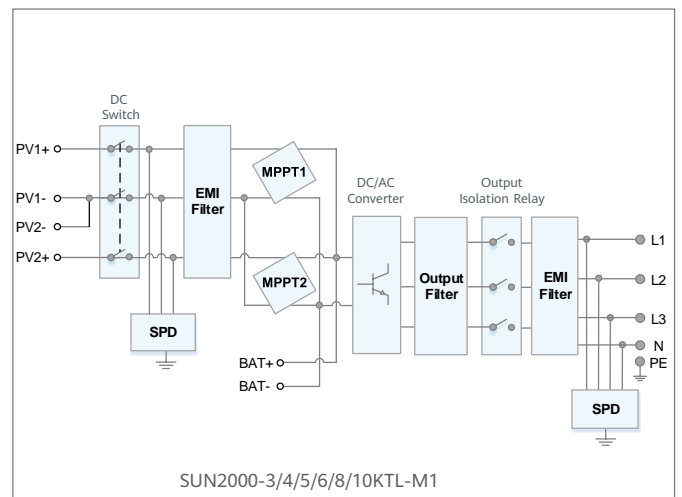 DC
Switch
PV1+
PV1-
PV2-
PV2+
EMI
Filter
MPPT1
MPPT2
SPD
BAT+
BAT-
DC/AC
Converter
Output
Filter
Output
Isolation Relay
EMI
Filter
L1
L2
L3
N
PE
SPD
SUN2000-3/4/5/6/8/10KTL-M1